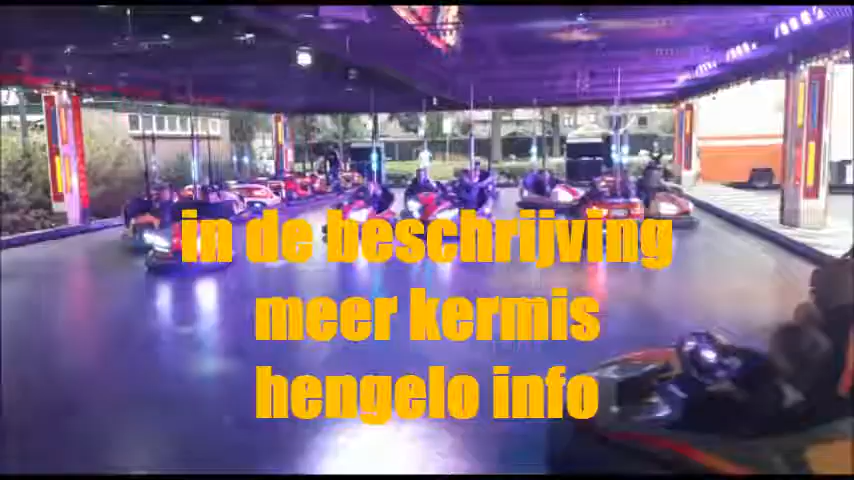 in de beschrijving
meer kermis
hengelo info